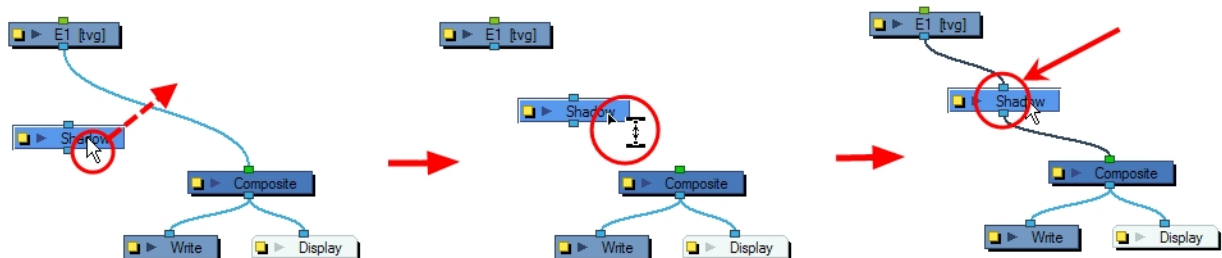 E1 [tvg]
Shadow
Composite
Write
Display
E1 [tvg]
Shadow
Composite
Write
Display
E1 [tvg]
Shadow
Composite
Write
Display